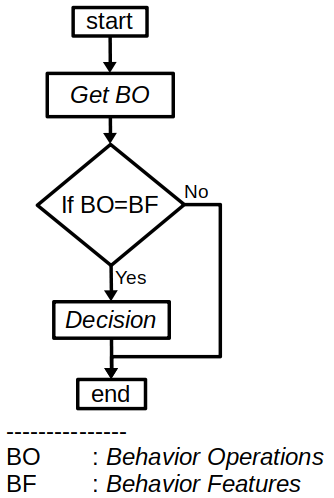 start
Get BO
If BO=BF
No
Yes
Decision
end
----------------
BO : Behavior Operations
BF : Behavior Features